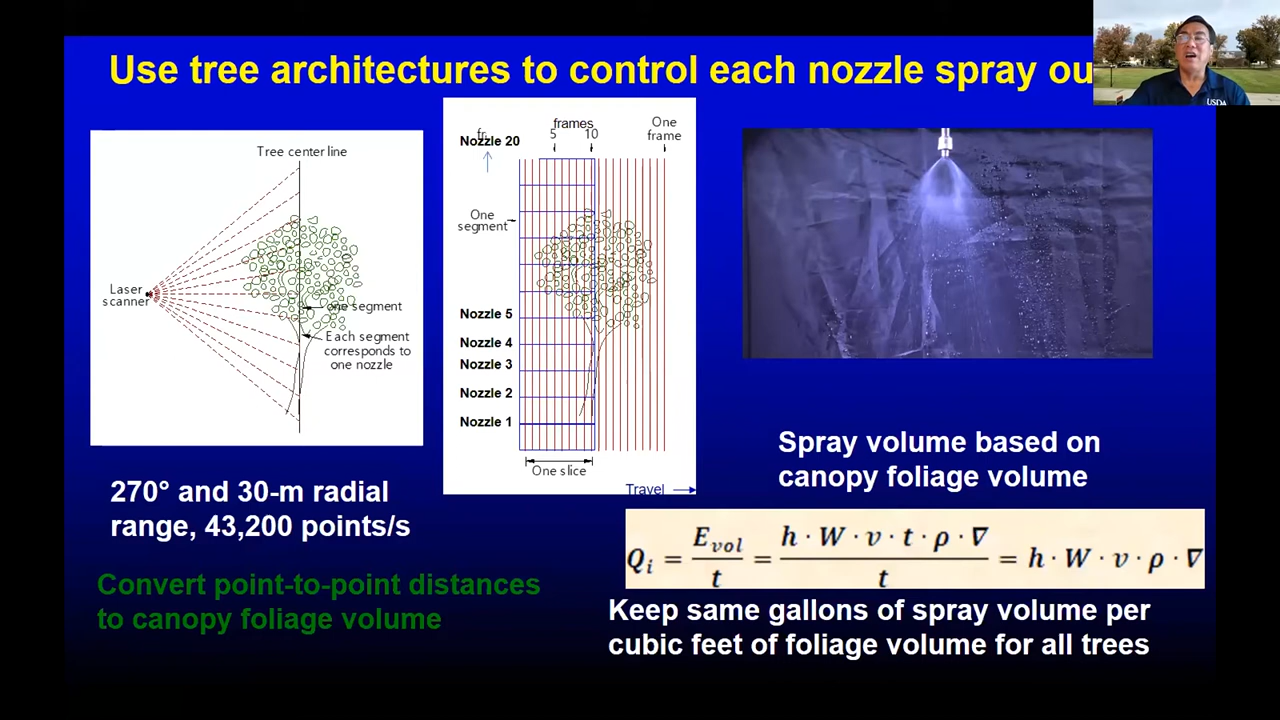 Use tree architectures to control each nozzle spray ou
USDA
Tree center line
Laser
scanner
One segment
Each segment
corresponds to
one nozzle
frames
fr.
5
10
One
frame
Nozzle 20
One
segment
Nozzle 5
Nozzle 4
Nozzle 3
Nozzle 2
Nozzle 1
One slice
Travel
270° and 30-m radial
range, 43,200 points/s
Convert point-to-point distances
to canopy foliage volume
Spray volume based on
canopy foliage volume
Q_i = E_vol / t = h · W · v · t · ρ · ∇ / t = h · W · v · ρ · ∇
Keep same gallons of spray volume per
cubic feet of foliage volume for all trees